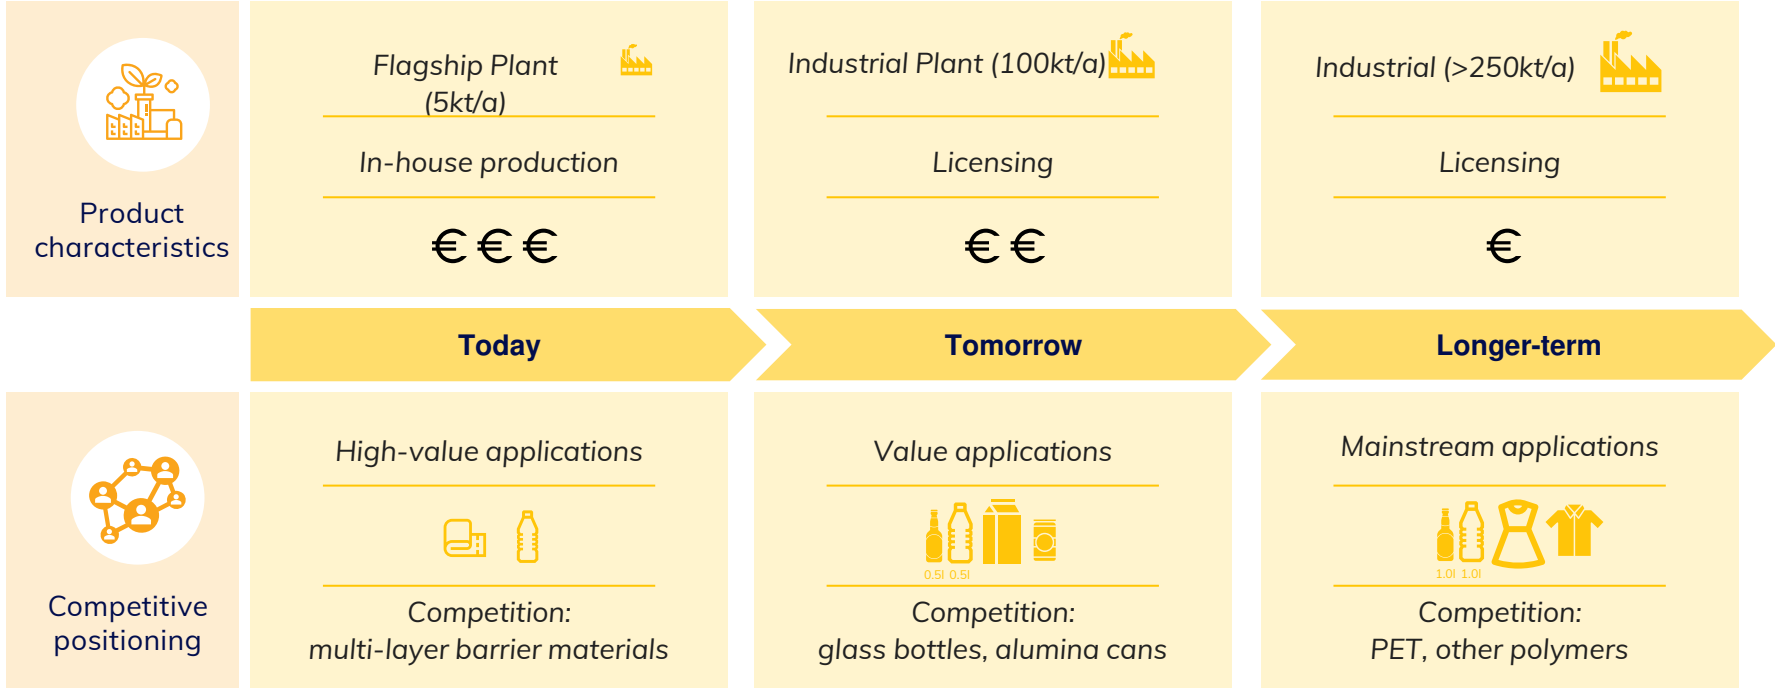 Product
characteristics
Flagship Plant
(5kt/a)
In-house production
€ € €
Industrial Plant (100kt/a)
Licensing
€ €
Industrial (>250kt/a)
Licensing
€
Today
Tomorrow
Longer-term
Competitive
positioning
High-value applications
Competition:
multi-layer barrier materials
Value applications
0.5l 0.5l
Competition:
glass bottles, alumina cans
Mainstream applications
1.0l 1.0l
Competition:
PET, other polymers